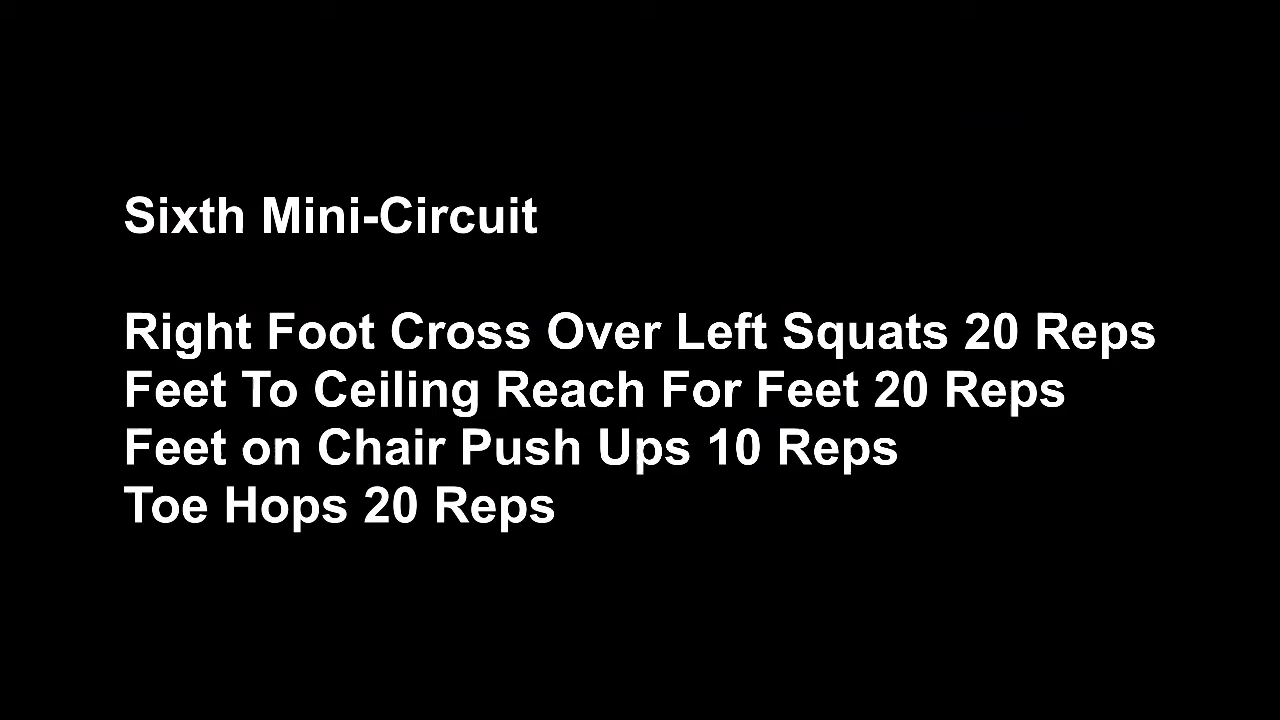 Sixth Mini-Circuit
Right Foot Cross Over Left Squats 20 Reps
Feet To Ceiling Reach For Feet 20 Reps
Feet on Chair Push Ups 10 Reps
Toe Hops 20 Reps